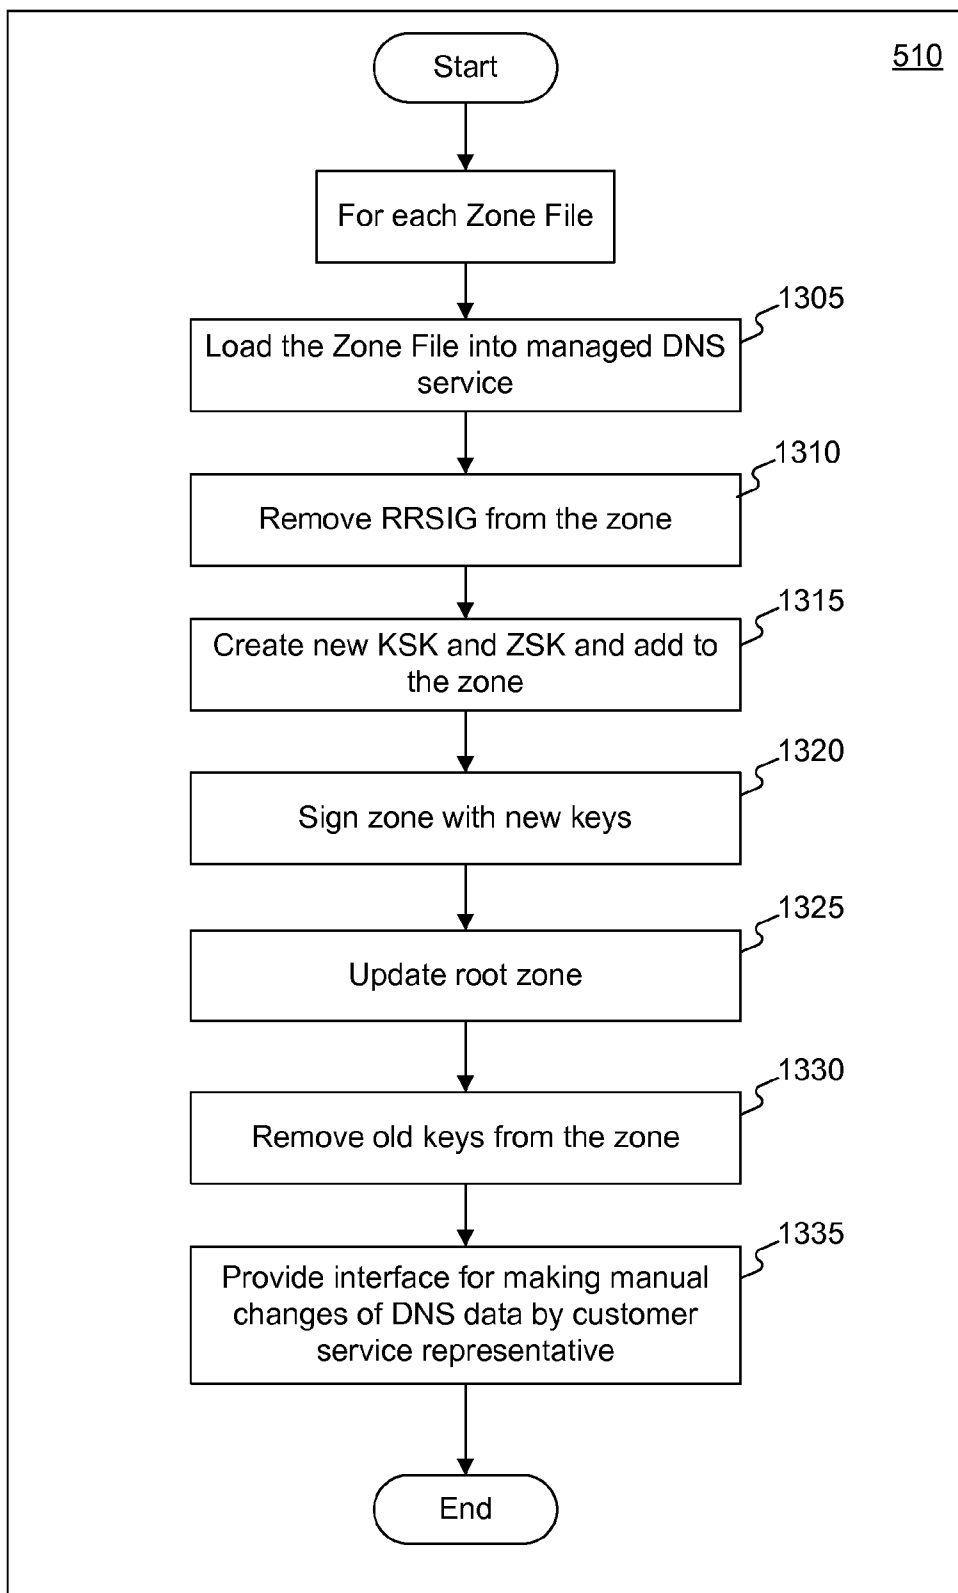 510
Start
For each Zone File
1305
Load the Zone File into managed DNS
service
1310
Remove RRSIG from the zone
1315
Create new KSK and ZSK and add to
the zone
1320
Sign zone with new keys
1325
Update root zone
1330
Remove old keys from the zone
1335
Provide interface for making manual
changes of DNS data by customer
service representative
End